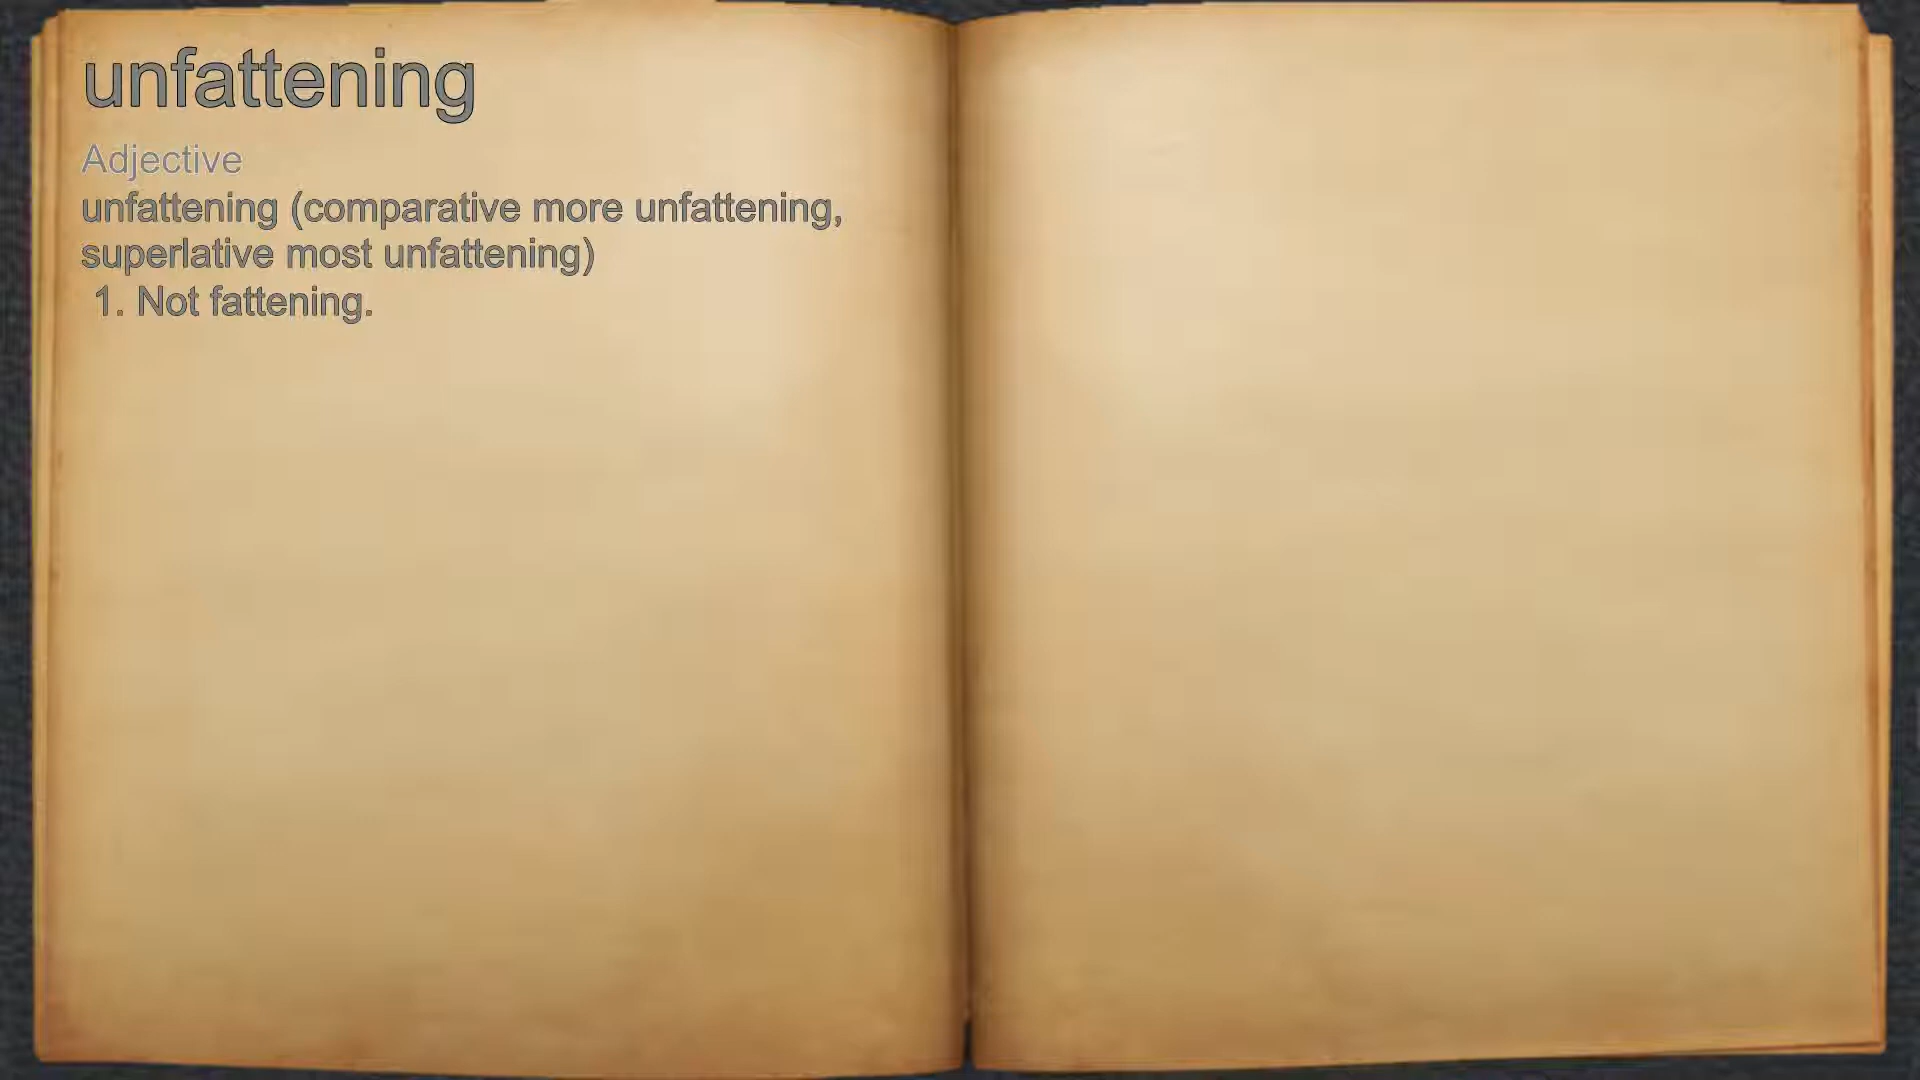 unfattening
Adjective
unfattening (comparative more unfattening,
superlative most unfattening)
1. Not fattening.